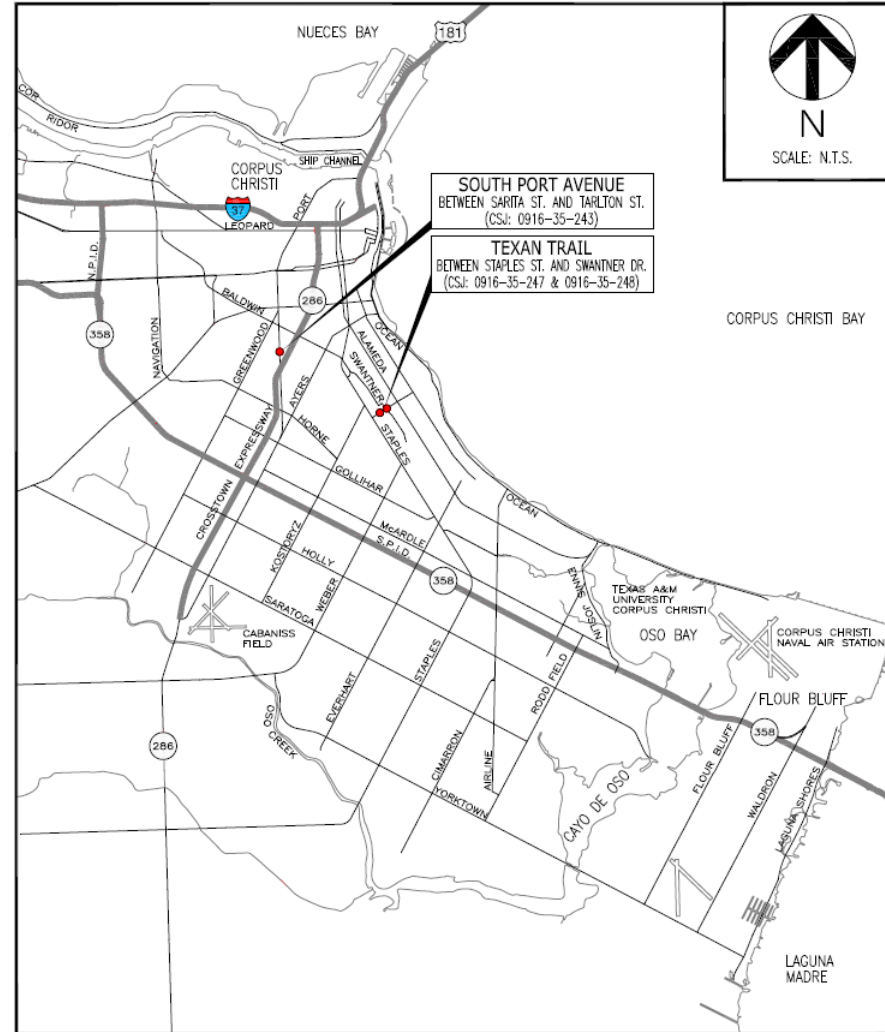 NUECES BAY
181
N
SCALE: N.T.S.
COR
RIDOR
SHIP CHANNEL
CORPUS
CHRISTI
PORT
37
LEOPARD
SOUTH PORT AVENUE
BETWEEN SARITA ST. AND TARLTON ST.
(CSJ: 0916-35-243)
TEXAN TRAIL
BETWEEN STAPLES ST. AND SWANTNER DR.
(CSJ: 0916-35-247 & 0916-35-248)
N.P.I.D.
BALDWIN
286
CORPUS CHRISTI BAY
358
NAVIGATION
GREENWOOD
OCEAN
ALAMEDA
SWANTNER
AYERS
HORNE
STAPLES
EXPRESSWAY
CROSSTOWN
GOLLIHAR
OCEAN
McARDLE
S.P.I.D.
KOSTORYZ
HOLLY
358
WEBER
SARATOGA
ENNIS JOSLIN
TEXAS A&M
UNIVERSITY
CORPUS CHRISTI
OSO BAY
CORPUS CHRISTI
NAVAL AIR STATION
CABANISS
FIELD
STAPLES
RODD FIELD
EVERHART
FLOUR BLUFF
OSO
CREEK
358
286
CIMARRON
AIRLINE
FLOUR BLUFF
WALDRON
LAGUNA SHORES
YORKTOWN
CAYO DE OSO
LAGUNA
MADRE